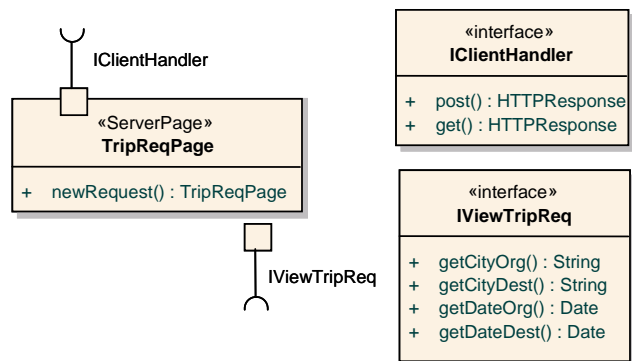 IClientHandler
«ServerPage»
TripReqPage
+ newRequest() : TripReqPage
IViewTripReq
«interface»
IClientHandler
+ post() : HTTPResponse
+ get() : HTTPResponse
«interface»
IViewTripReq
+ getCityOrg() : String
+ getCityDest() : String
+ getDateOrg() : Date
+ getDateDest() : Date